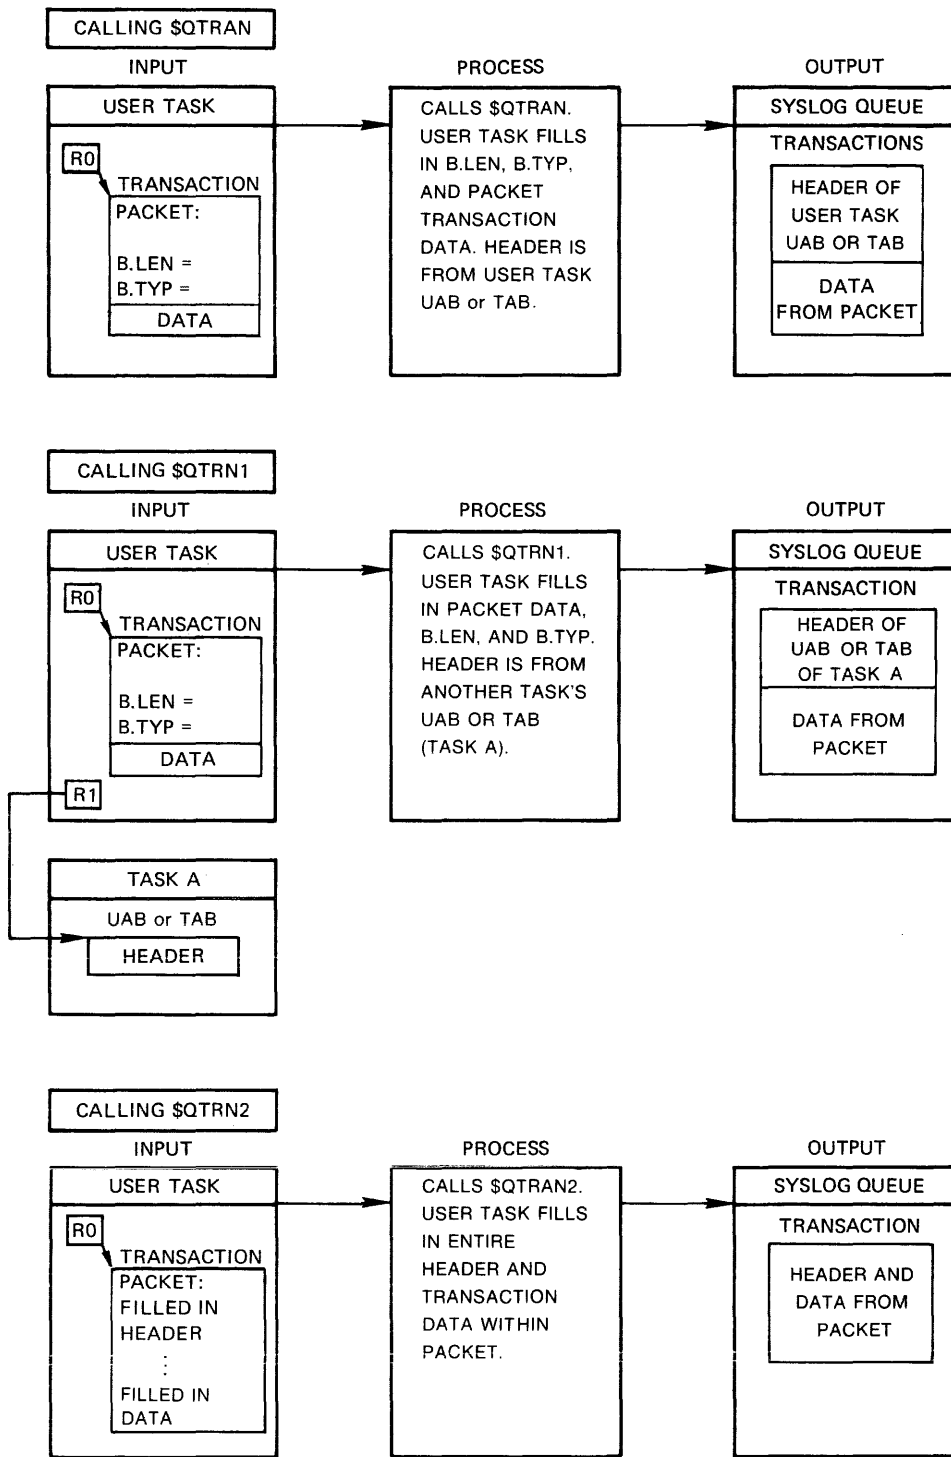 CALLING $QTRAN
INPUT
PROCESS
OUTPUT
USER TASK
R0
TRANSACTION
PACKET:
B.LEN =
B.TYP =
DATA
CALLS $QTRAN.
USER TASK FILLS
IN B.LEN, B.TYP,
AND PACKET
TRANSACTION
DATA. HEADER IS
FROM USER TASK
UAB or TAB.
SYSLOG QUEUE
TRANSACTIONS
HEADER OF
USER TASK
UAB OR TAB
DATA
FROM PACKET
CALLING $QTRN1
INPUT
PROCESS
OUTPUT
USER TASK
R0
TRANSACTION
PACKET:
B.LEN =
B.TYP =
DATA
R1
CALLS $QTRN1.
USER TASK FILLS
IN PACKET DATA,
B.LEN, AND B.TYP.
HEADER IS FROM
ANOTHER TASK'S
UAB OR TAB
(TASK A).
SYSLOG QUEUE
TRANSACTION
HEADER OF
UAB OR TAB
OF TASK A
DATA FROM
PACKET
TASK A
UAB or TAB
HEADER
CALLING $QTRN2
INPUT
PROCESS
OUTPUT
USER TASK
R0
TRANSACTION
PACKET:
FILLED IN
HEADER
⋮
FILLED IN
DATA
CALLS $QTRAN2.
USER TASK FILLS
IN ENTIRE
HEADER AND
TRANSACTION
DATA WITHIN
PACKET.
SYSLOG QUEUE
TRANSACTION
HEADER AND
DATA FROM
PACKET